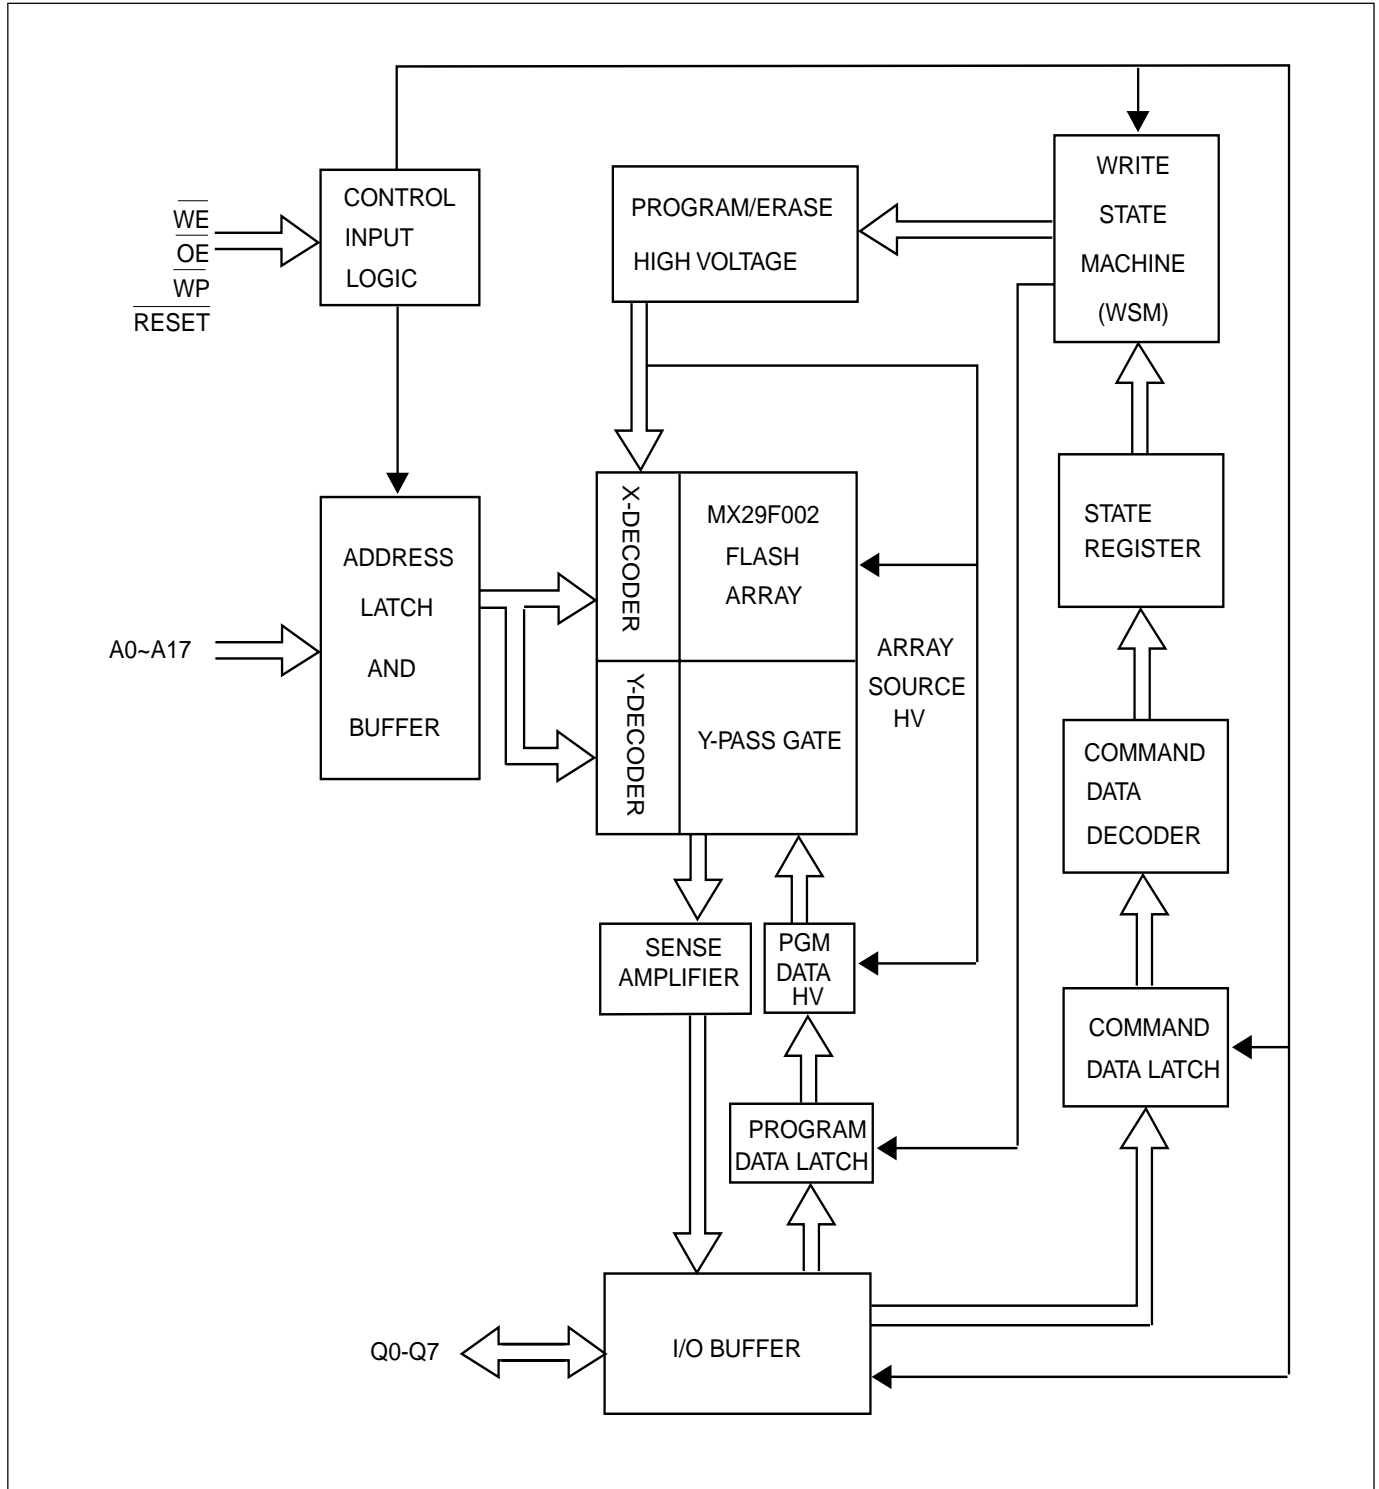 WE
OE
WP
RESET
CONTROL
INPUT
LOGIC
PROGRAM/ERASE
HIGH VOLTAGE
WRITE
STATE
MACHINE
(WSM)
ADDRESS
LATCH
AND
BUFFER
A0~A17
X-DECODER
MX29F002
FLASH
ARRAY
Y-DECODER
Y-PASS GATE
ARRAY
SOURCE
HV
STATE
REGISTER
COMMAND
DATA
DECODER
SENSE
AMPLIFIER
PGM
DATA
HV
COMMAND
DATA LATCH
PROGRAM
DATA LATCH
Q0-Q7
I/O BUFFER